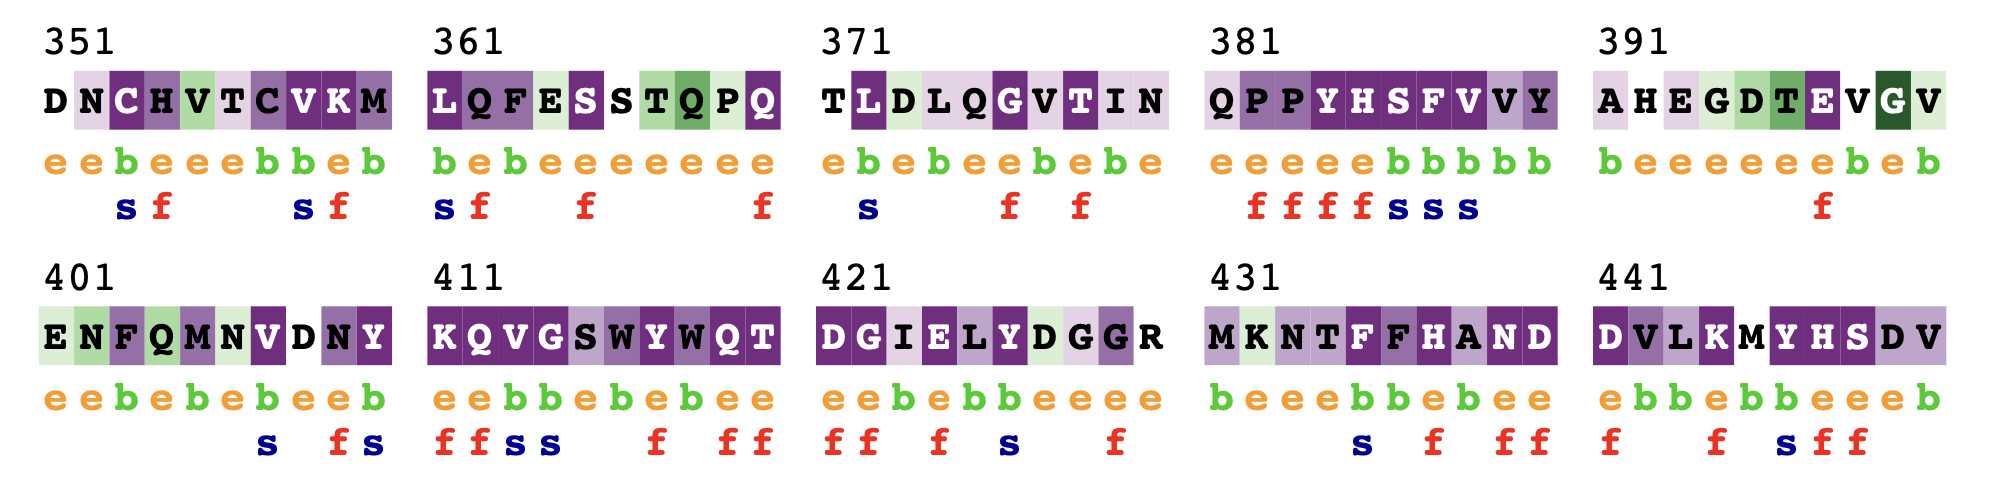 351 361 371 381 391
DNCHVTCVKM LQFESSTQPQ TLDLQGVTIN QPPYHSFVVY AHEGDTEVGV
eebeeebbeb bebeeeeeee ebebeebebe eeeeebbbbb beeeeeebeb
sf sf sf f f s f f ffffsss f
401 411 421 431 441
ENFQMNVDNY KQVGSWYWQT DGIELYDGGR MKNTFFHAND DVLKMYHSDV
eebebebeeb eebbebebee eebebbeeee beeebbebee ebbebbeeeb
s fs ffss f ff ff f s f s f ff f f sff